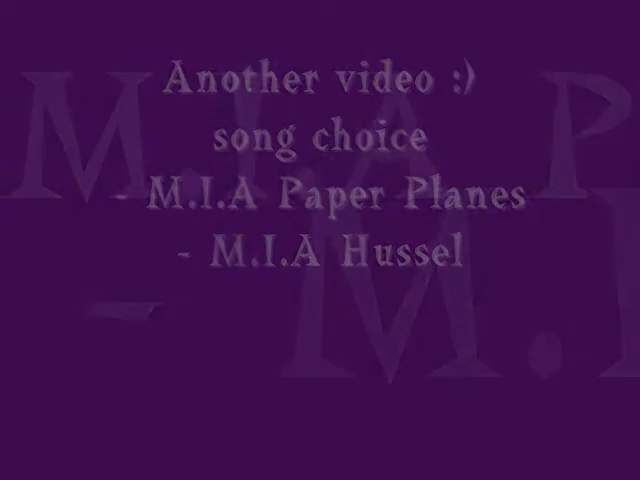 Another video :)
song choice
- M.I.A Paper Planes
- M.I.A Hussel
M.I.A P
- M.I